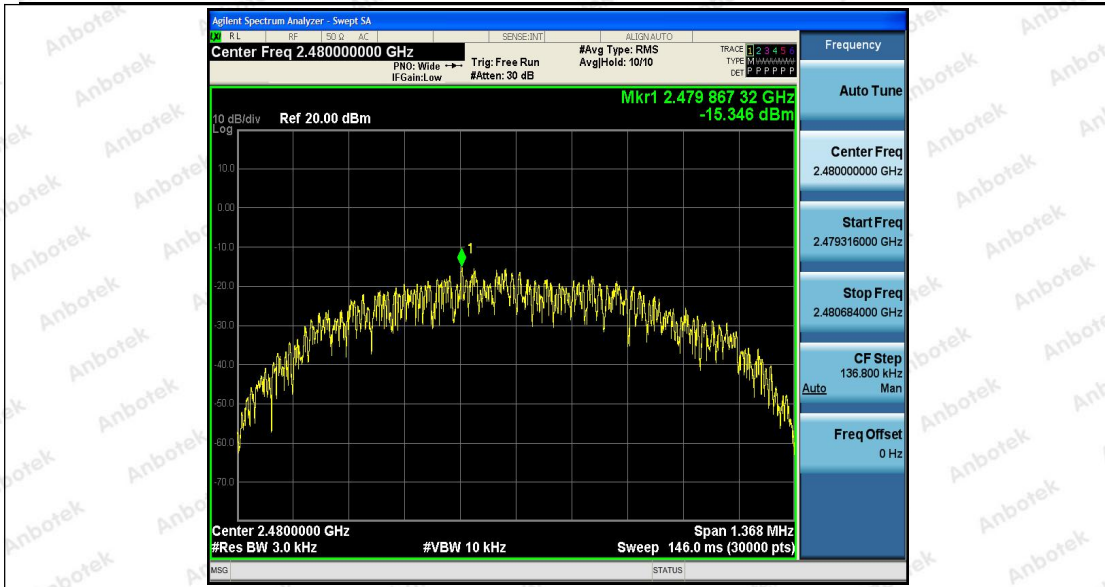 Agilent Spectrum Analyzer - Swept SA
RL RF 50 Ω AC SENSE:INT ALIGN AUTO
Center Freq 2.480000000 GHz
PNO: Wide
IFGain:Low
Trig: Free Run
#Atten: 30 dB
#Avg Type: RMS
Avg|Hold: 10/10
TRACE 1 2 3 4 5 6
TYPE M
DET P P P P P P
Mkr1 2.479 867 32 GHz
-15.346 dBm
10 dB/div Ref 20.00 dBm
Log
10.0
0.00
-10.0
1
-20.0
-30.0
-40.0
-50.0
-60.0
-70.0
Center 2.4800000 GHz
Span 1.368 MHz
#Res BW 3.0 kHz
#VBW 10 kHz
Sweep 146.0 ms (30000 pts)
MSG
STATUS
Frequency
Auto Tune
Center Freq
2.480000000 GHz
Start Freq
2.479316000 GHz
Stop Freq
2.480684000 GHz
CF Step
136.800 kHz
Auto Man
Freq Offset
0 Hz
Anbotek